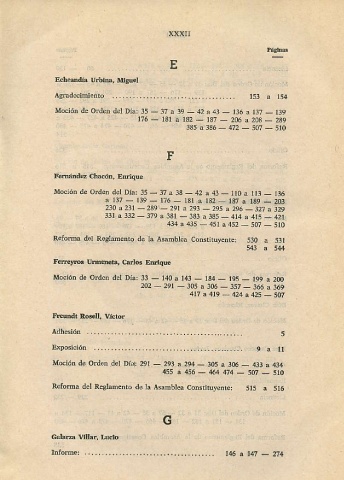 XXXII
Páginas
E
Echeandía Urbina, Miguel
Agradecimiento .......... 153 a 154
Moción de Orden del Día: 35 — 37 a 39 — 42 a 43 — 136 a 137 — 139
176 — 181 a 182 — 187 — 206 a 208 — 289
385 a 386 — 472 — 507 — 510
F
Fernández Chacón, Enrique
Moción de Orden del Día: 35 — 37 a 38 — 42 a 43 — 110 a 113 — 136
a 137 — 139 — 176 — 181 a 182 — 187 a 189 — 203
230 a 231 — 289 — 291 a 293 — 295 a 296 — 327 a 329
331 a 332 — 379 a 381 — 383 a 385 — 414 a 415 — 421
434 a 435 — 451 a 452 — 507 — 510
Reforma del Reglamento de la Asamblea Constituyente: 530 a 531
543 a 544
Ferreyros Urmeneta, Carlos Enrique
Moción de Orden del Día: 33 — 140 a 143 — 184 — 195 — 199 a 200
202 — 291 — 305 a 306 — 357 — 366 a 369
417 a 419 — 424 a 425 — 507
Freundt Rosell, Víctor
Adhesión .......... 5
Exposición .......... 9 a 11
Moción de Orden del Día: 291 — 293 a 294 — 305 a 306 — 433 a 434
455 a 456 — 464 474 — 507 — 510
Reforma del Reglamento de la Asamblea Constituyente: 515 a 516
G
Galarza Villar, Lucio
Informe: .......... 146 a 147 — 274